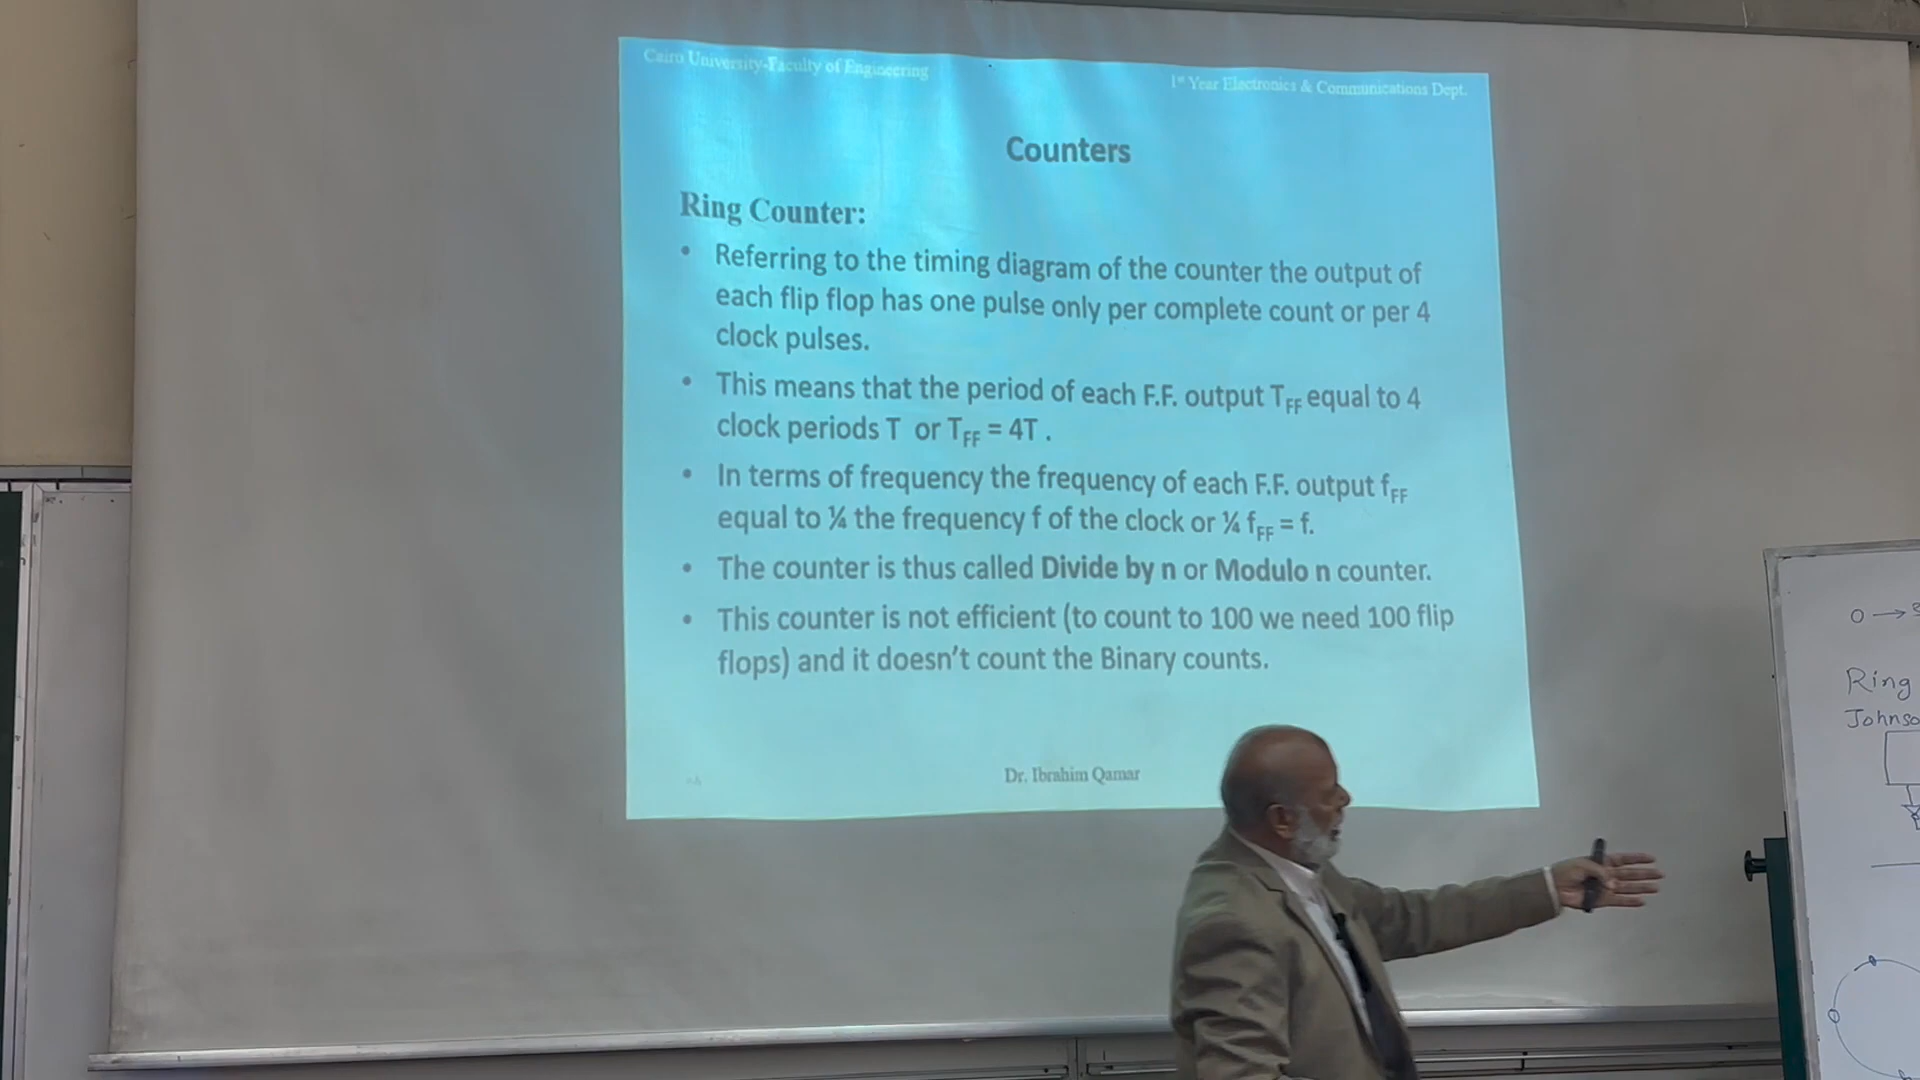 Cairo University-Faculty of Engineering
1st Year Electronics & Communications Dept.
Counters
Ring Counter:
• Referring to the timing diagram of the counter the output of
each flip flop has one pulse only per complete count or per 4
clock pulses.
• This means that the period of each F.F. output TFF equal to 4
clock periods T or TFF = 4T .
• In terms of frequency the frequency of each F.F. output fFF
equal to ¼ the frequency f of the clock or ¼ fFF = f.
• The counter is thus called Divide by n or Modulo n counter.
• This counter is not efficient (to count to 100 we need 100 flip
flops) and it doesn't count the Binary counts.
Dr. Ibrahim Qamar
0 →
Ring
Johnso